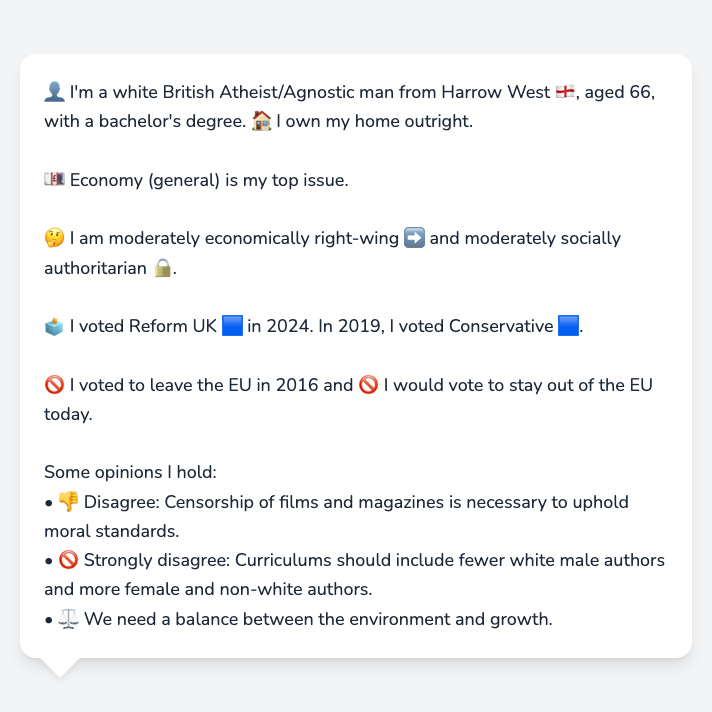 👤 I'm a white British Atheist/Agnostic man from Harrow West 🏴󠁧󠁢󠁥󠁮󠁧󠁿, aged 66,
with a bachelor's degree. 🏠 I own my home outright.
💷 Economy (general) is my top issue.
🤔 I am moderately economically right-wing ➡️ and moderately socially
authoritarian 🔒.
🗳️ I voted Reform UK 🟦 in 2024. In 2019, I voted Conservative 🟦.
🚫 I voted to leave the EU in 2016 and 🚫 I would vote to stay out of the EU
today.
Some opinions I hold:
• 👎 Disagree: Censorship of films and magazines is necessary to uphold
moral standards.
• 🚫 Strongly disagree: Curriculums should include fewer white male authors
and more female and non-white authors.
• ⚖️ We need a balance between the environment and growth.